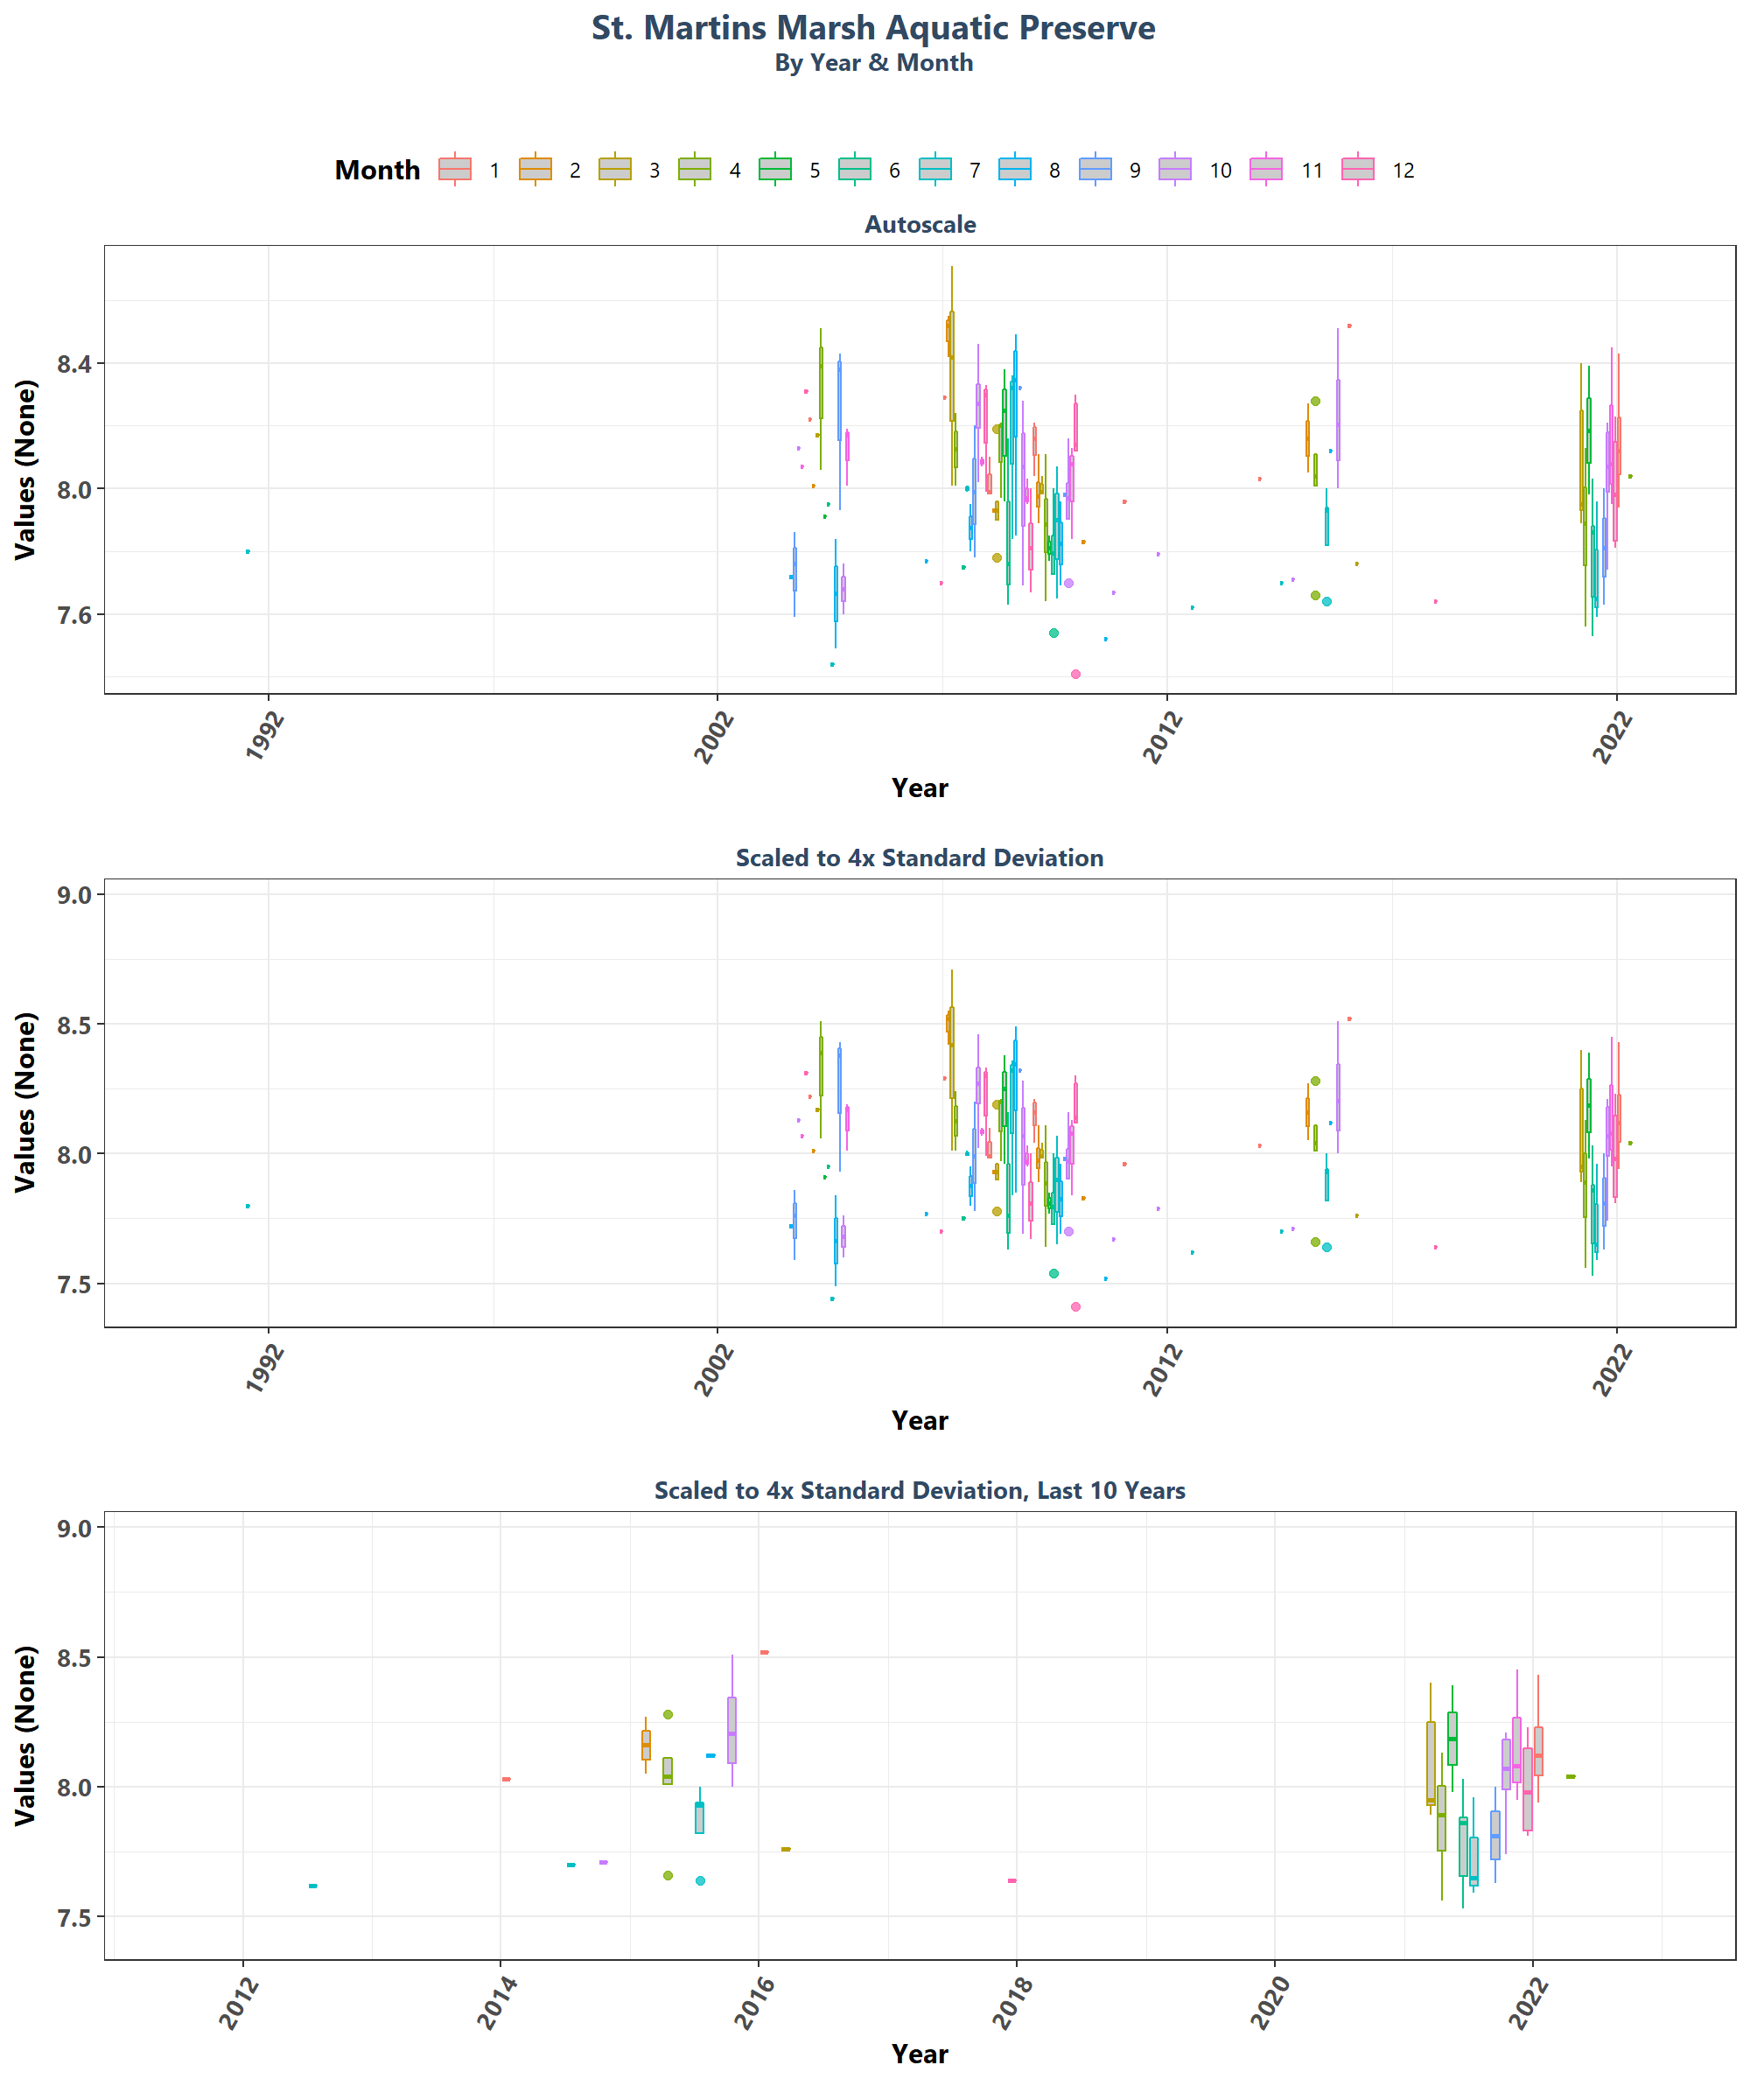 St. Martins Marsh Aquatic Preserve
By Year & Month
Month 1 2 3 4 5 6 7 8 9 10 11 12
Autoscale
Values (None)
8.4
8.0
7.6
1992 2002 2012 2022
Year
Scaled to 4x Standard Deviation
Values (None)
9.0
8.5
8.0
7.5
1992 2002 2012 2022
Year
Scaled to 4x Standard Deviation, Last 10 Years
Values (None)
9.0
8.5
8.0
7.5
2012 2014 2016 2018 2020 2022
Year